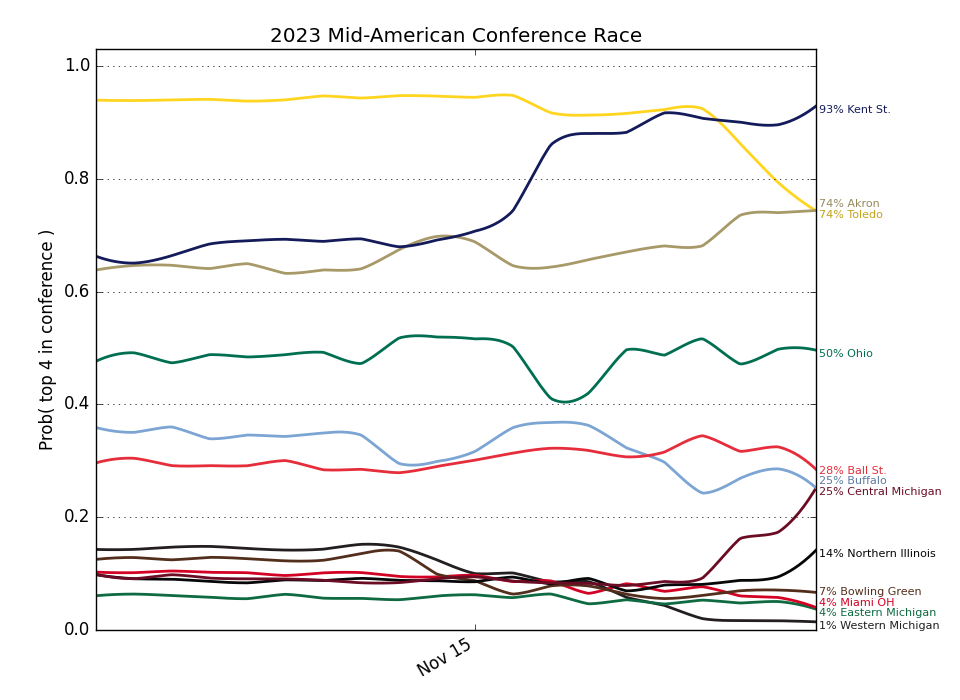 2023 Mid-American Conference Race
Prob( top 4 in conference )
1.0
0.8
0.6
0.4
0.2
0.0
Nov 15
93% Kent St.
74% Akron
74% Toledo
50% Ohio
28% Ball St.
25% Buffalo
25% Central Michigan
14% Northern Illinois
7% Bowling Green
4% Miami OH
4% Eastern Michigan
1% Western Michigan